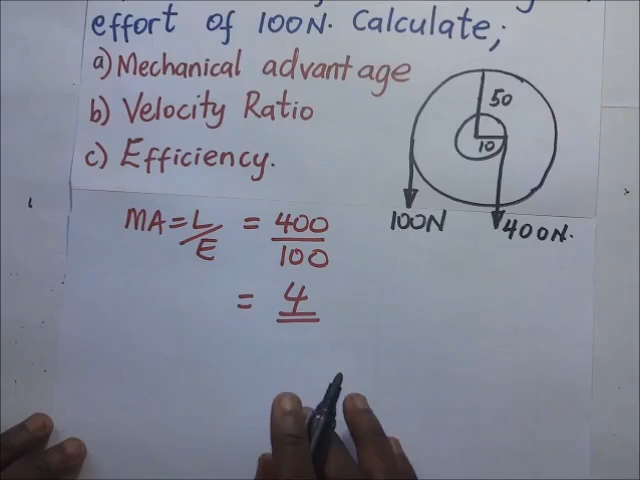 effort of 100N. Calculate;
a) Mechanical advantage
b) Velocity Ratio
c) Efficiency.
50
10
100N
400N.
MA = L/E = 400/100
= 4